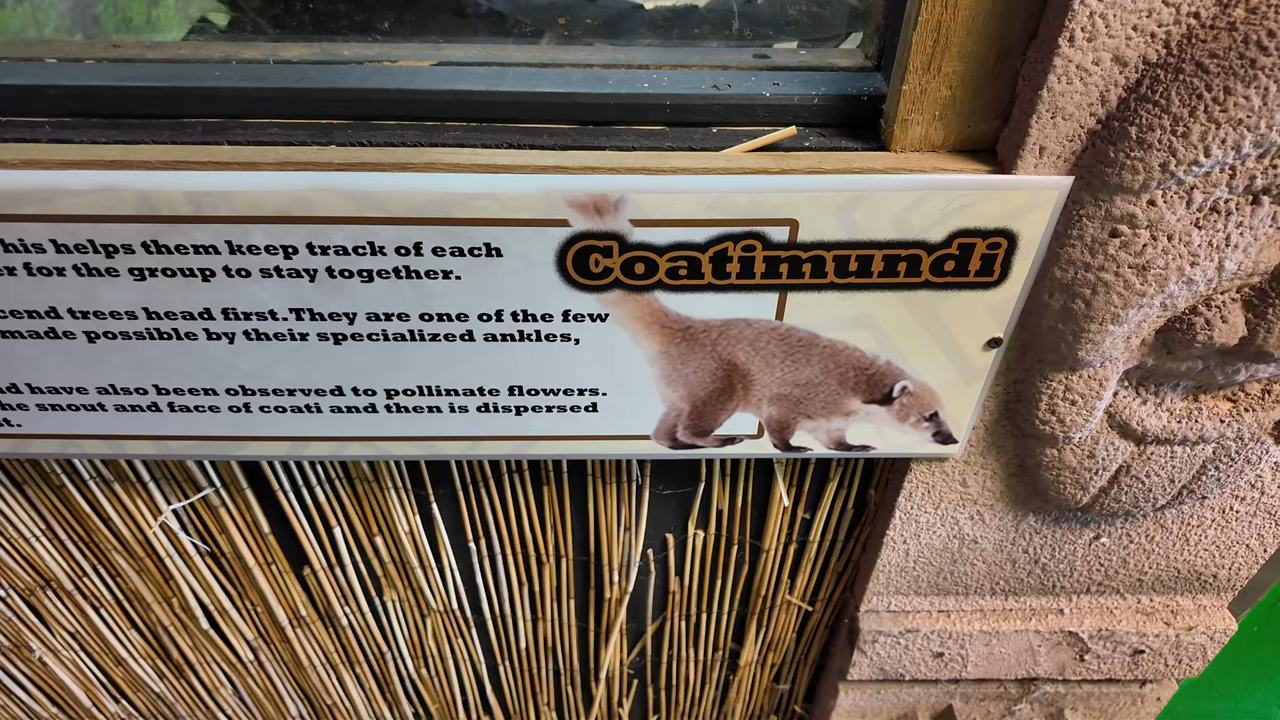 his helps them keep track of each
er for the group to stay together.
Coatimundi
cend trees head first. They are one of the few
made possible by their specialized ankles,
d have also been observed to pollinate flowers.
he snout and face of coati and then is dispersed
st.